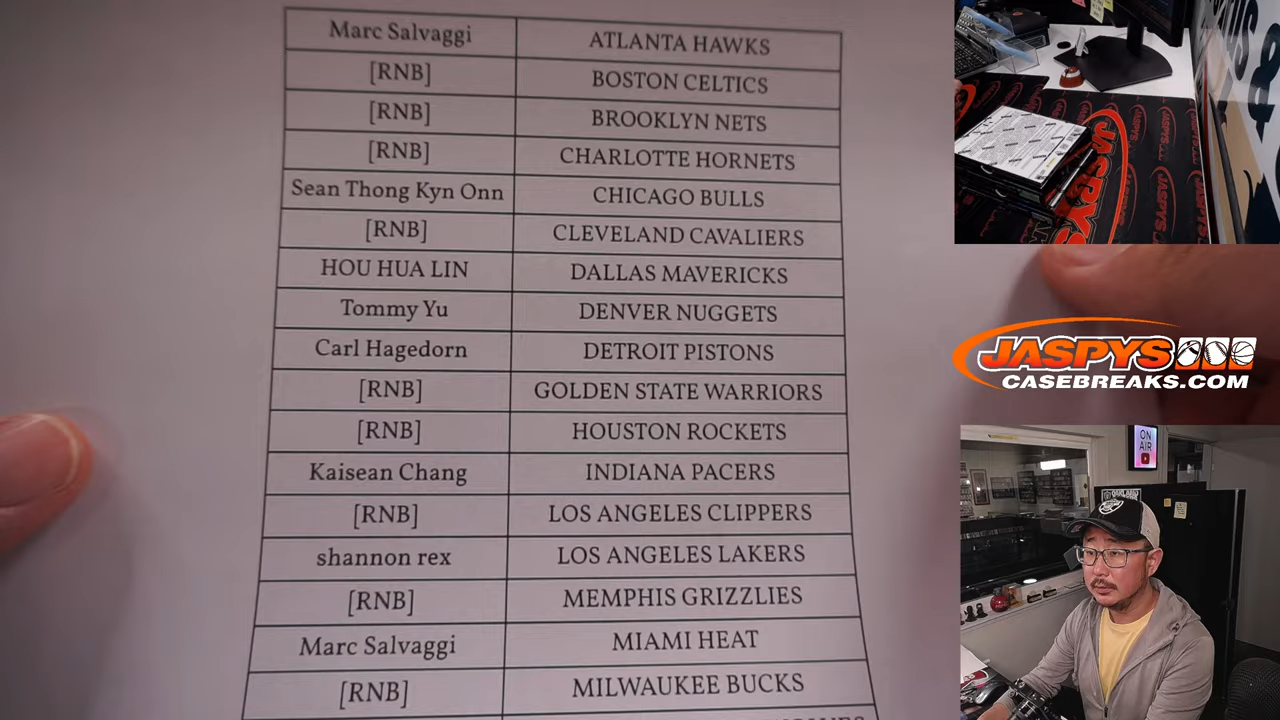 Marc Salvaggi ATLANTA HAWKS
[RNB] BOSTON CELTICS
[RNB] BROOKLYN NETS
[RNB] CHARLOTTE HORNETS
Sean Thong Kyn Onn CHICAGO BULLS
[RNB] CLEVELAND CAVALIERS
HOU HUA LIN DALLAS MAVERICKS
Tommy Yu DENVER NUGGETS
Carl Hagedorn DETROIT PISTONS
[RNB] GOLDEN STATE WARRIORS
[RNB] HOUSTON ROCKETS
Kaisean Chang INDIANA PACERS
[RNB] LOS ANGELES CLIPPERS
shannon rex LOS ANGELES LAKERS
[RNB] MEMPHIS GRIZZLIES
Marc Salvaggi MIAMI HEAT
[RNB] MILWAUKEE BUCKS
JASPYS
JASPYS
CASEBREAKS.COM
ON
AIR